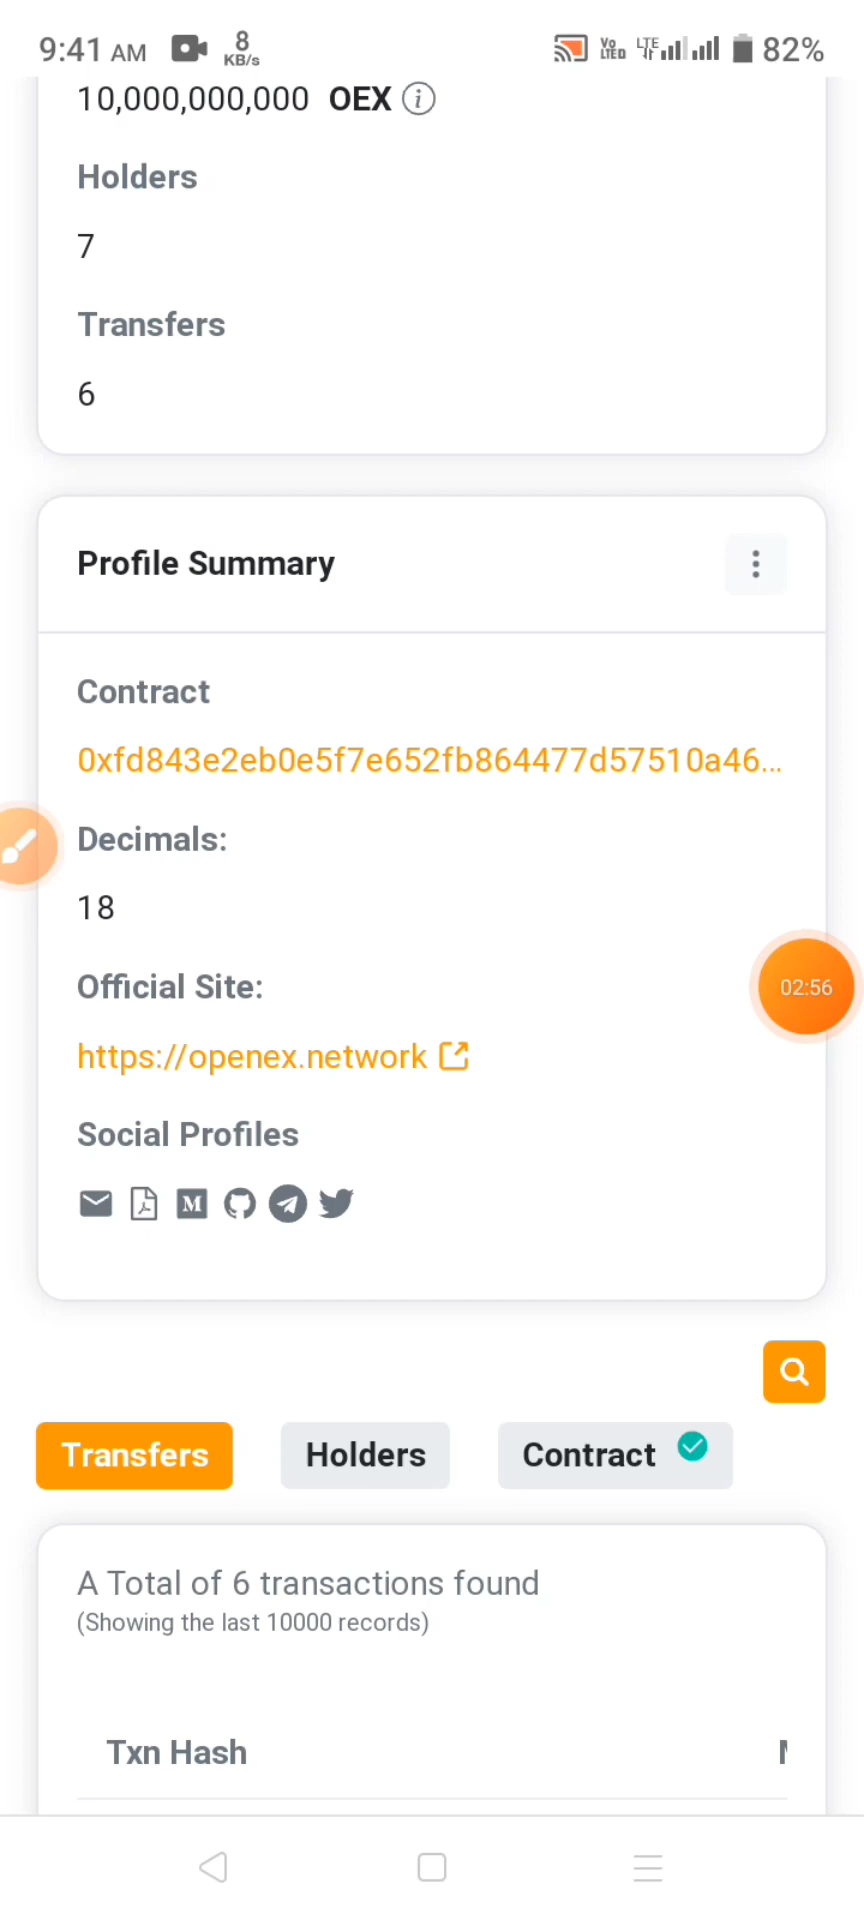 9:41 AM 8 KB/s VoLTED LTE 82%
10,000,000,000 OEX
Holders
7
Transfers
6
Profile Summary
Contract
0xfd843e2eb0e5f7e652fb864477d57510a46...
Decimals:
18
Official Site:
02:56
https://openex.network
Social Profiles
M
Transfers Holders Contract
A Total of 6 transactions found
(Showing the last 10000 records)
Txn Hash